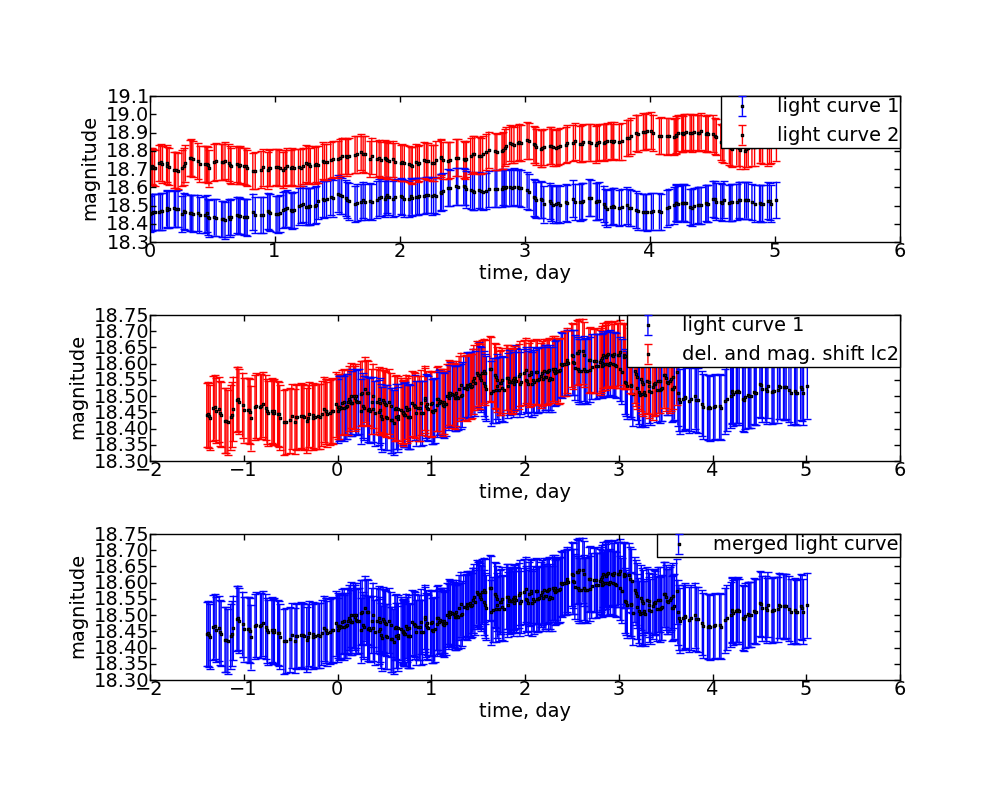 19.1
19.0
18.9
18.8
18.7
18.6
18.5
18.4
18.3
magnitude
light curve 1
light curve 2
0 1 2 3 4 5 6
time, day
18.75
18.70
18.65
18.60
18.55
18.50
18.45
18.40
18.35
18.30
magnitude
light curve 1
del. and mag. shift lc2
−2 −1 0 1 2 3 4 5 6
time, day
18.75
18.70
18.65
18.60
18.55
18.50
18.45
18.40
18.35
18.30
magnitude
merged light curve
−2 −1 0 1 2 3 4 5 6
time, day